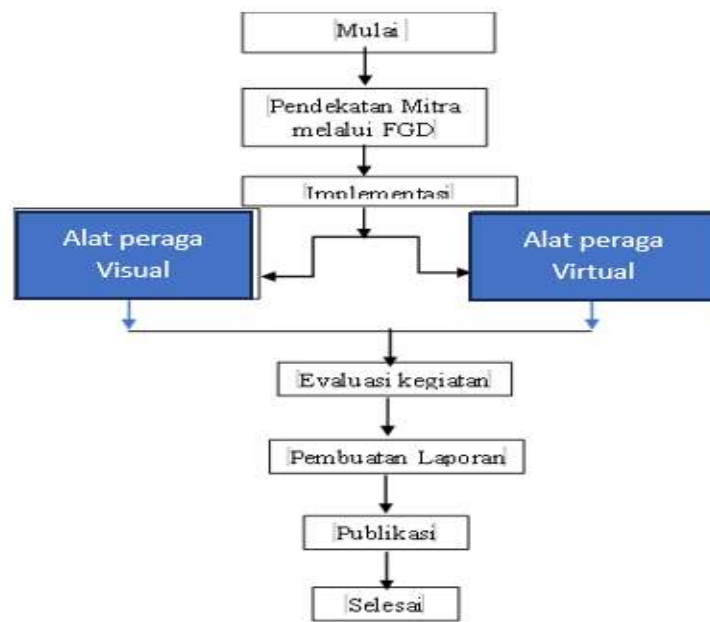 Mulai
Pendekatan Mitra
melalui FGD
Implementasi
Alat peraga
Visual
Alat peraga
Virtual
Evaluasi kegiatan
Pembuatan Laporan
Publikasi
Selesai